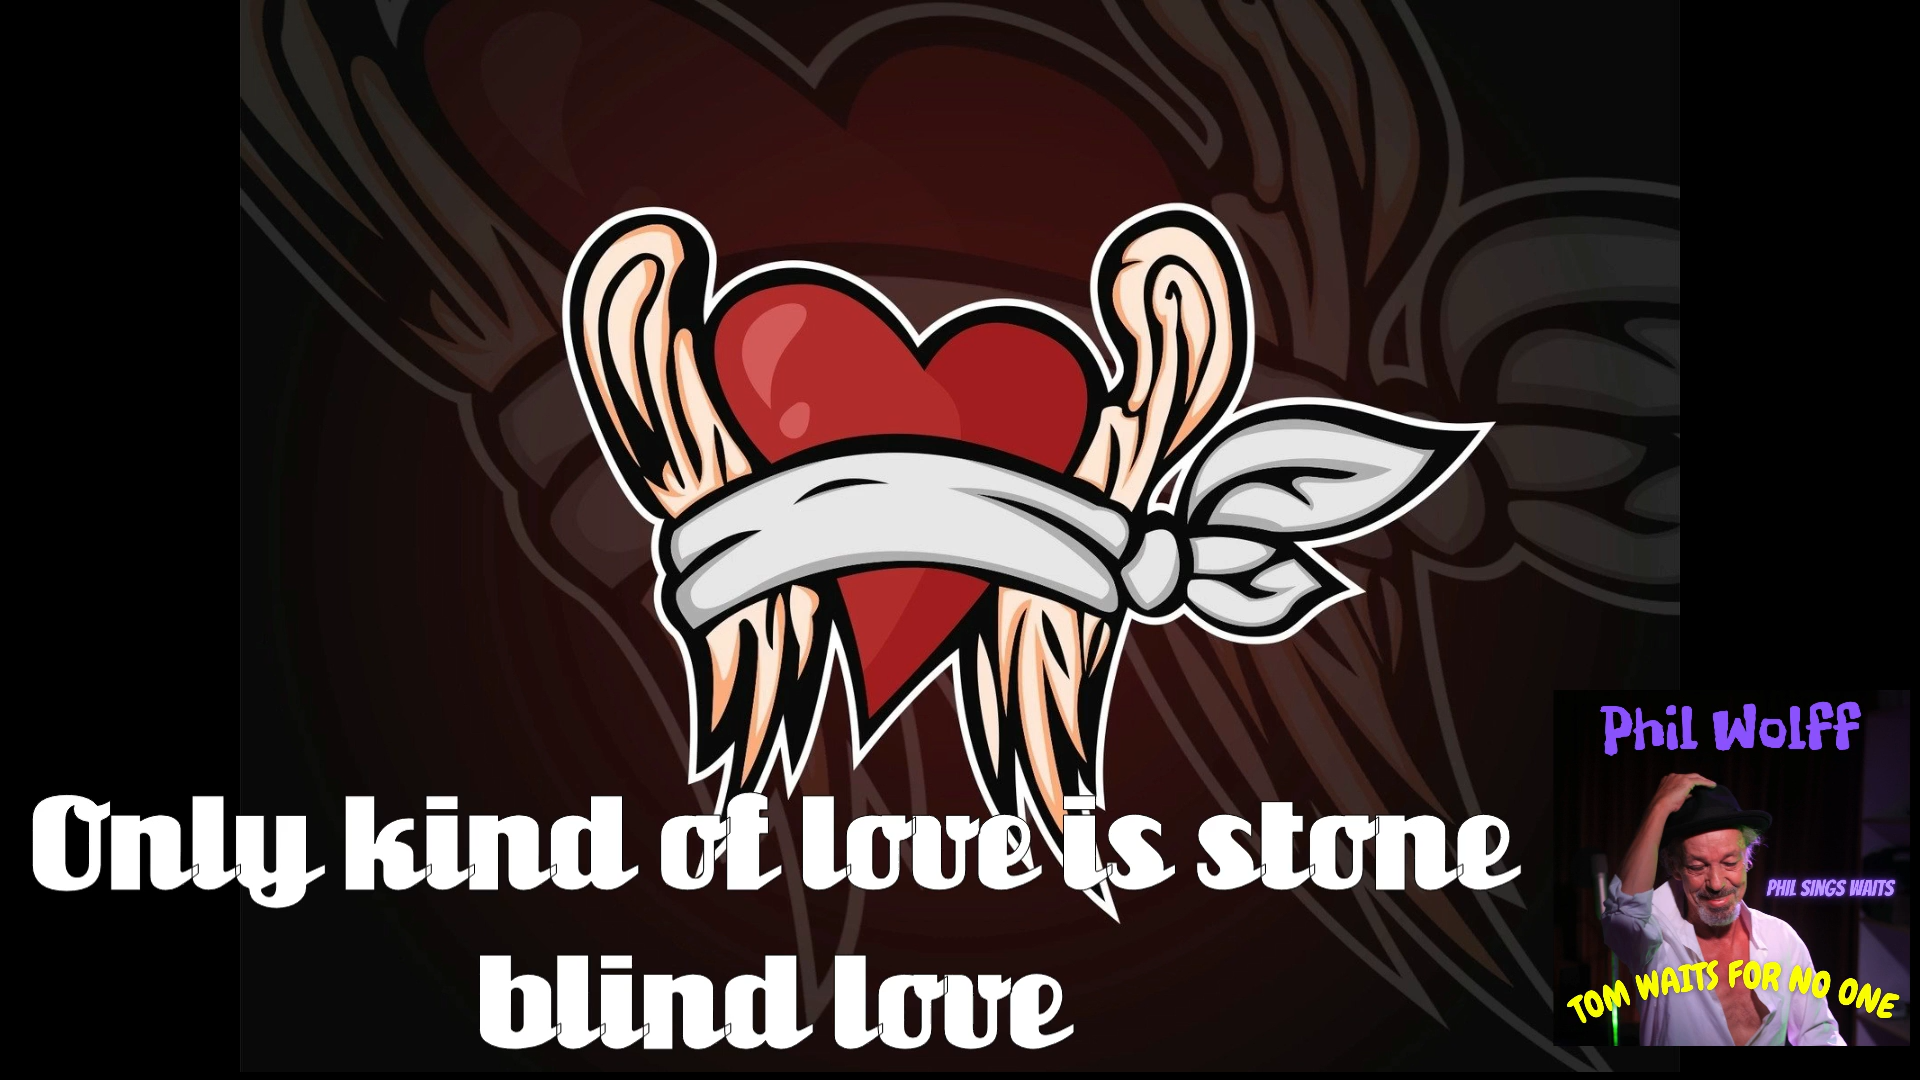 Only kind of love is stone
blind love
Phil Wolff
PHIL SINGS WAITS
TOM WAITS FOR NO ONE